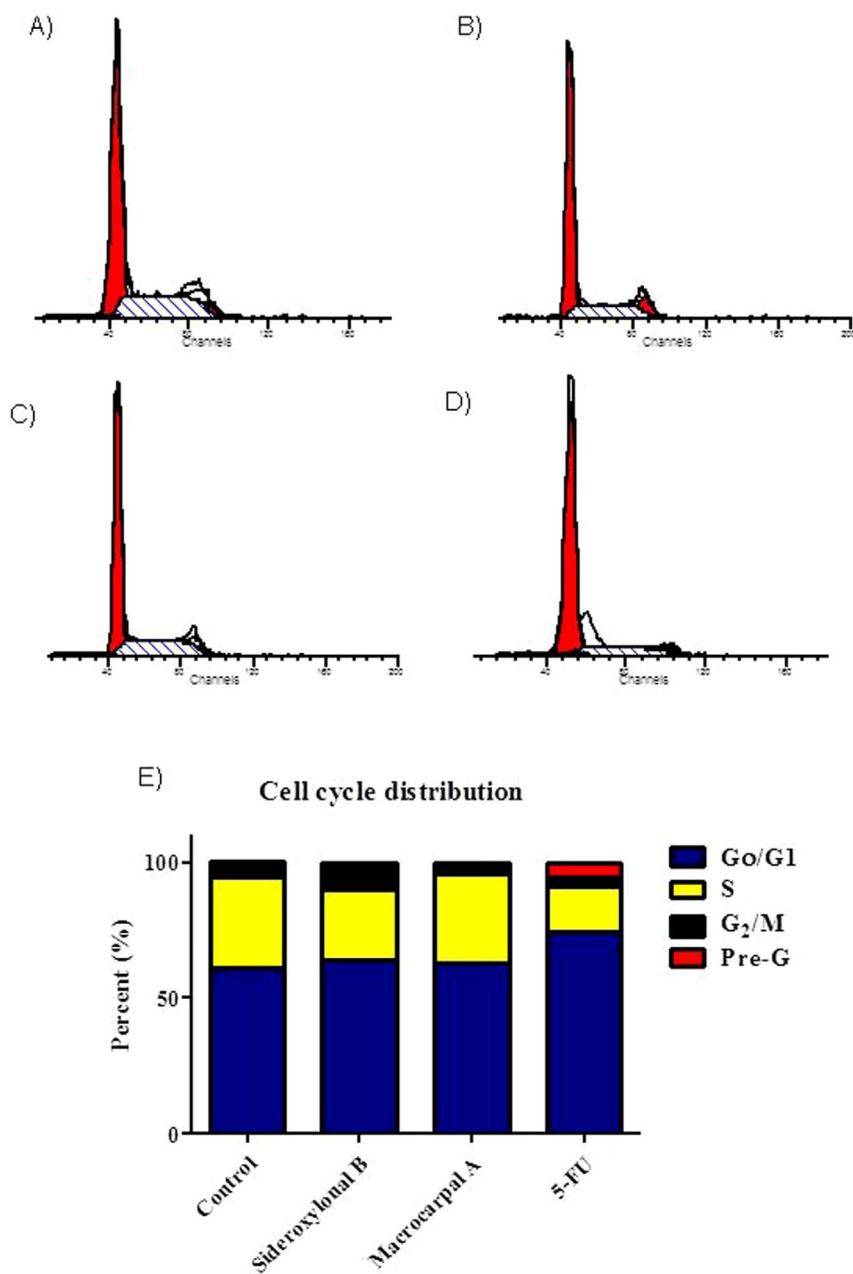 A)
B)
40 80 120 160
Channels
40 80 120 200
Channels
C)
D)
40 80 120 160 200
Channels
40 80 120 160
Channels
E)
Cell cycle distribution
Percent (%)
100
50
0
Go/G1
S
G₂/M
Pre-G
Control
Sideroxylonal B
Macrocarpal A
5-FU